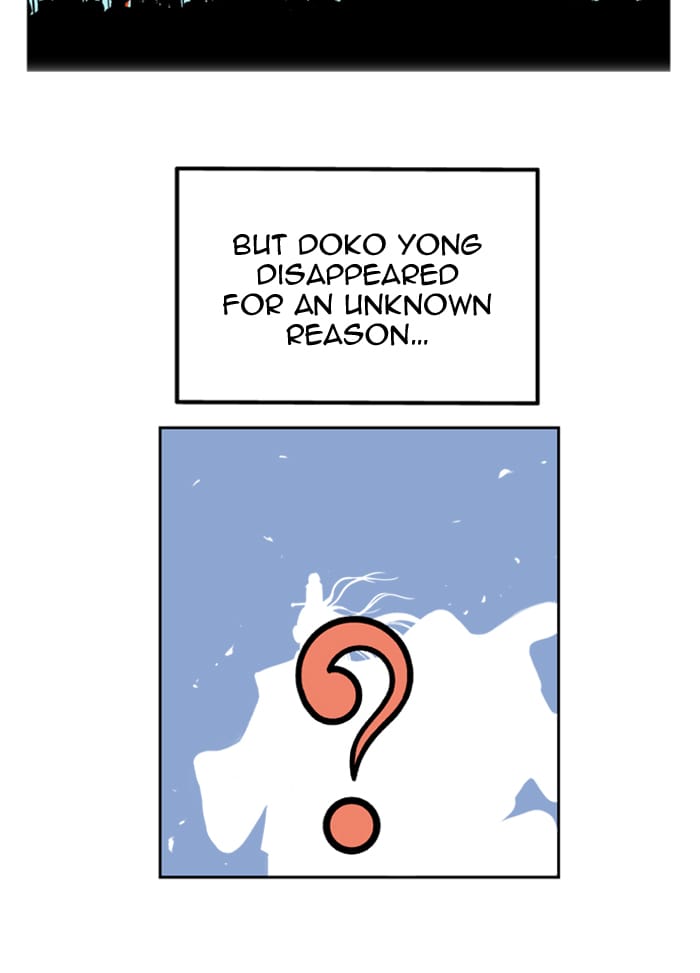 BUT DOKO YONG
DISAPPEARED
FOR AN UNKNOWN
REASON...
?